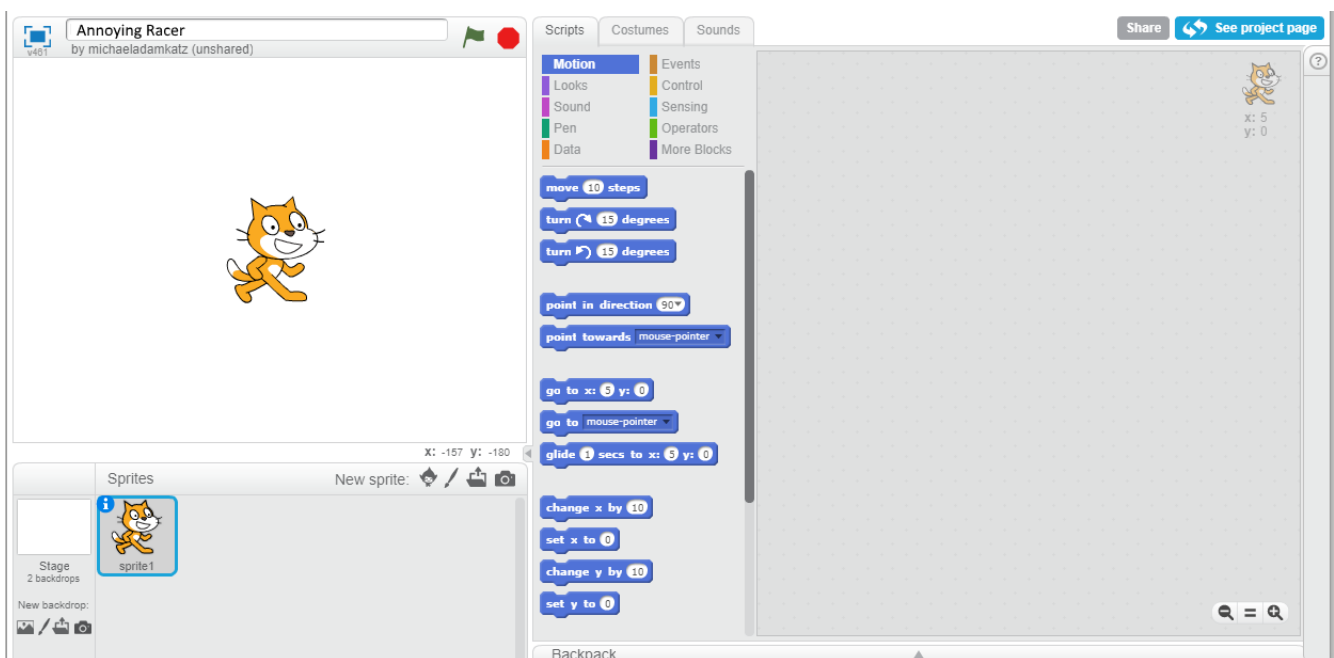 Annoying Racer
v461
by michaeladamkatz (unshared)
Scripts
Costumes
Sounds
Share
See project page
Motion
Looks
Sound
Pen
Data
Events
Control
Sensing
Operators
More Blocks
move 10 steps
turn 15 degrees
turn 15 degrees
point in direction 90
point towards mouse-pointer
go to x: 5 y: 0
go to mouse-pointer
glide 1 secs to x: 5 y: 0
change x by 10
set x to 0
change y by 10
set y to 0
x: 5
y: 0
?
X: -157 y: -180
Sprites
New sprite:
i
sprite1
Stage
2 backdrops
New backdrop:
Backpack